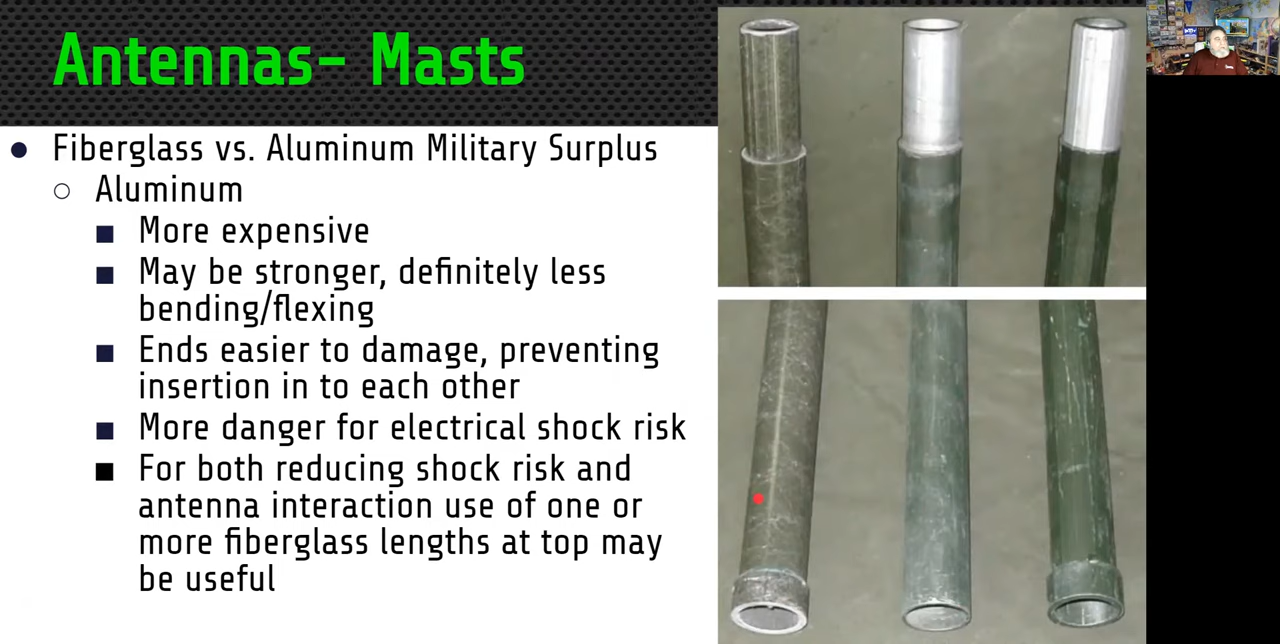 Antennas- Masts
Fiberglass vs. Aluminum Military Surplus
Aluminum
More expensive
May be stronger, definitely less
bending/flexing
Ends easier to damage, preventing
insertion in to each other
More danger for electrical shock risk
For both reducing shock risk and
antenna interaction use of one or
more fiberglass lengths at top may
be useful